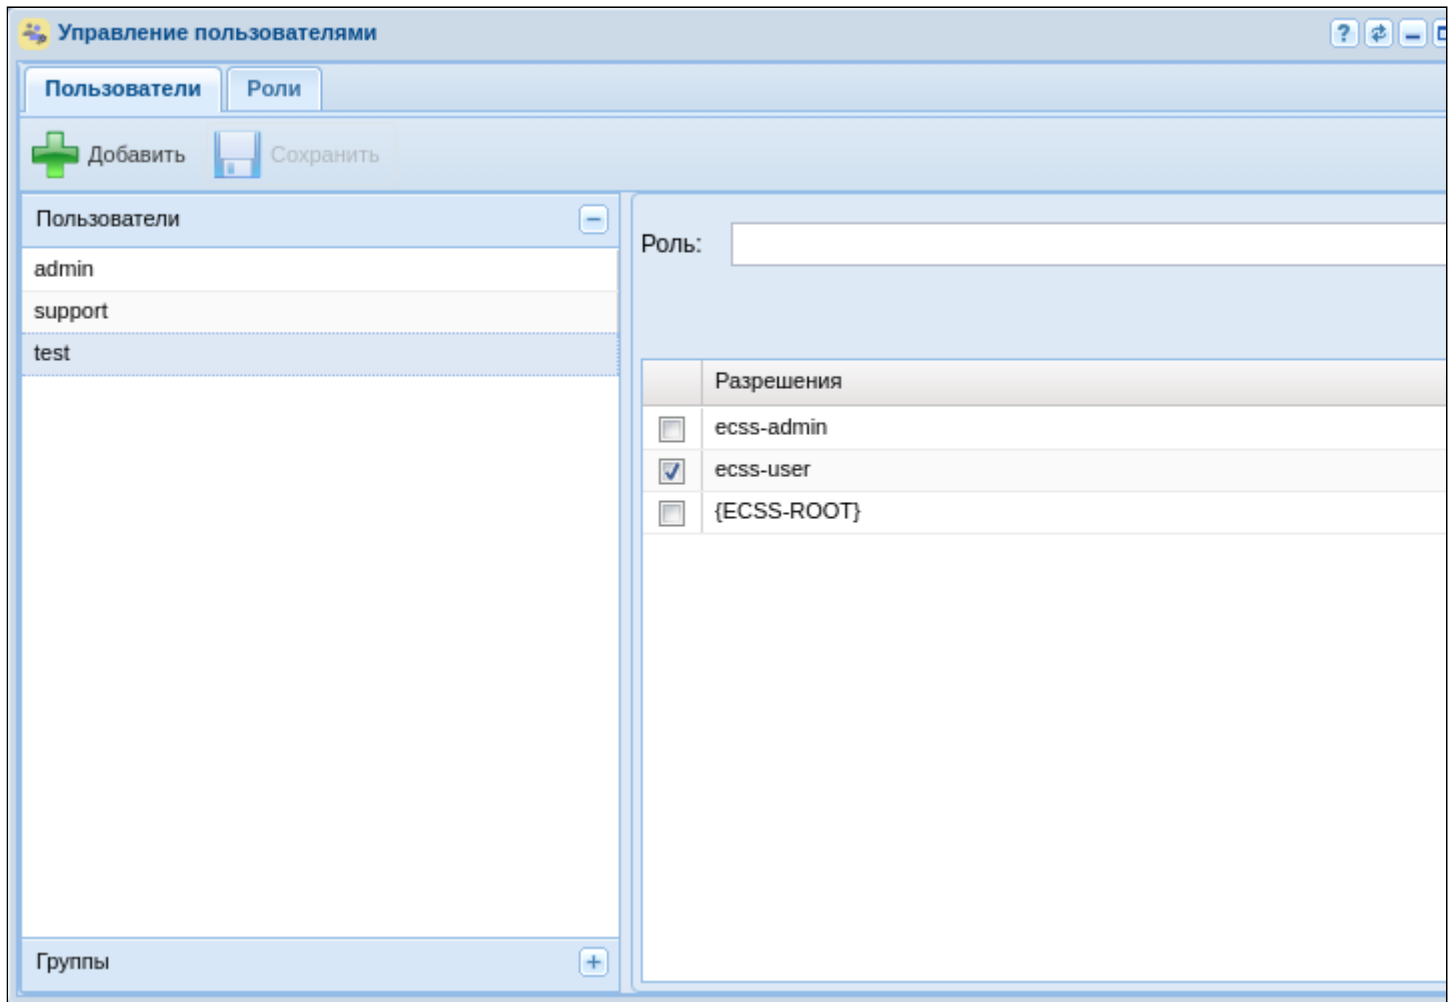 Управление пользователями
Пользователи Роли
Добавить Сохранить
Пользователи
admin
support
test
Группы
Роль:
Разрешения
ecss-admin
ecss-user
{ECSS-ROOT}